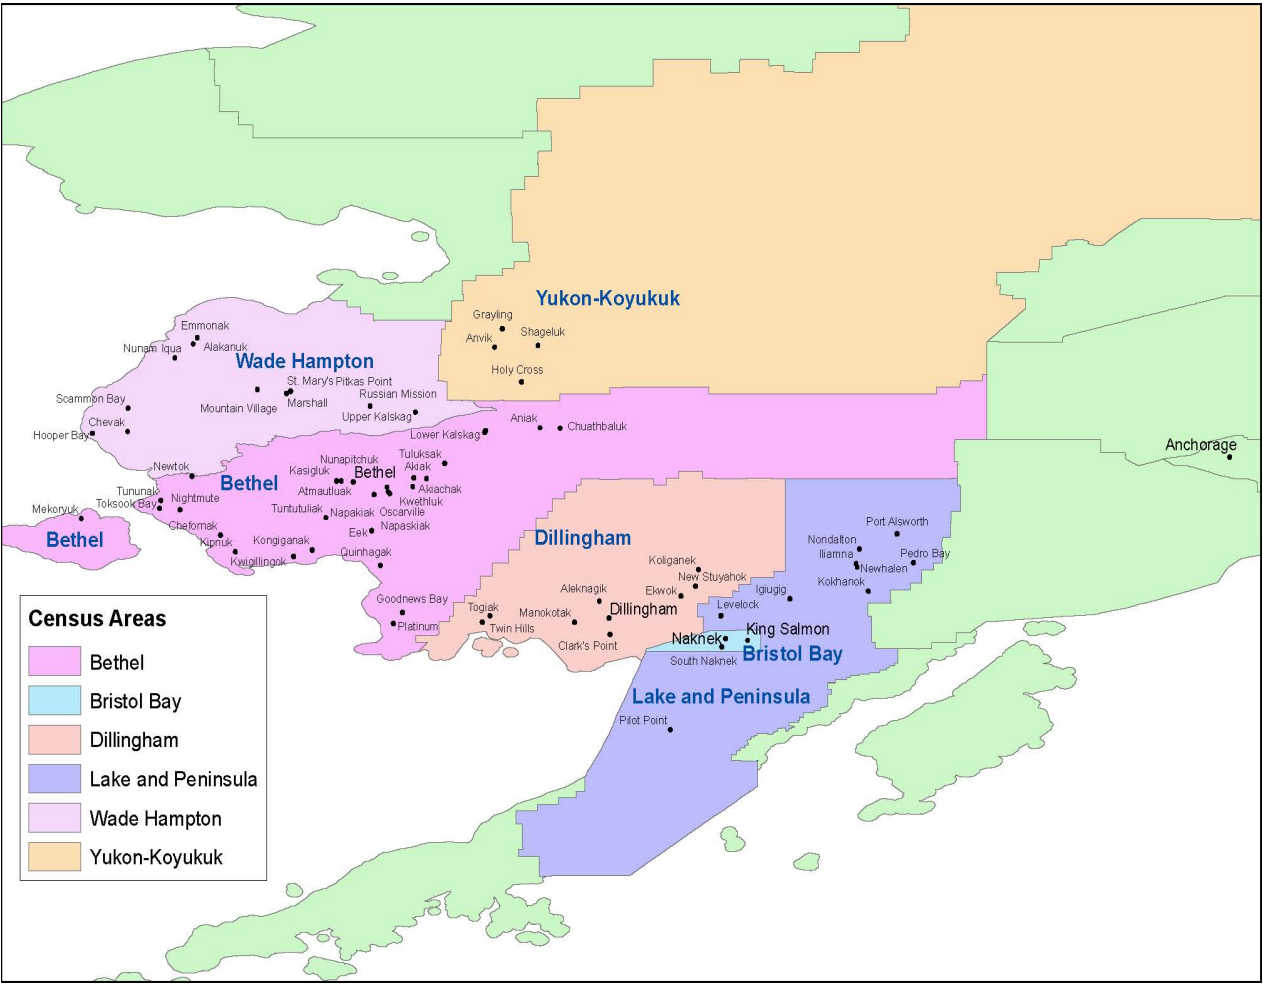 Yukon-Koyukuk
Grayling
Anvik
Shageluk
Holy Cross
Emmonak
Nunam Iqua
Alakanuk
Wade Hampton
St. Mary's
Pitkas Point
Scammon Bay
Mountain Village
Marshall
Russian Mission
Upper Kalskag
Chevak
Hooper Bay
Aniak
Chuathbaluk
Lower Kalskag
Anchorage
Newtok
Nunapitchuk
Tuluksak
Kasigluk
Bethel
Akiak
Bethel
Tununak
Nightmute
Atmautluak
Akiachak
Toksook Bay
Kwethluk
Mekoryuk
Tuntutuliak
Napakiak
Oscarville
Chefornak
Eek
Napaskiak
Bethel
Kipnuk
Kongiganak
Kwigillingok
Quinhagak
Dillingham
Port Alsworth
Nondalton
Iliamna
Pedro Bay
Newhalen
Koliganek
New Stuyahok
Kokhanok
Aleknagik
Ekwok
Igiugig
Goodnews Bay
Togiak
Manokotak
Dillingham
Levelock
Platinum
Twin Hills
Clark's Point
Naknek
King Salmon
South Naknek
Bristol Bay
Lake and Peninsula
Pilot Point
Census Areas
Bethel
Bristol Bay
Dillingham
Lake and Peninsula
Wade Hampton
Yukon-Koyukuk